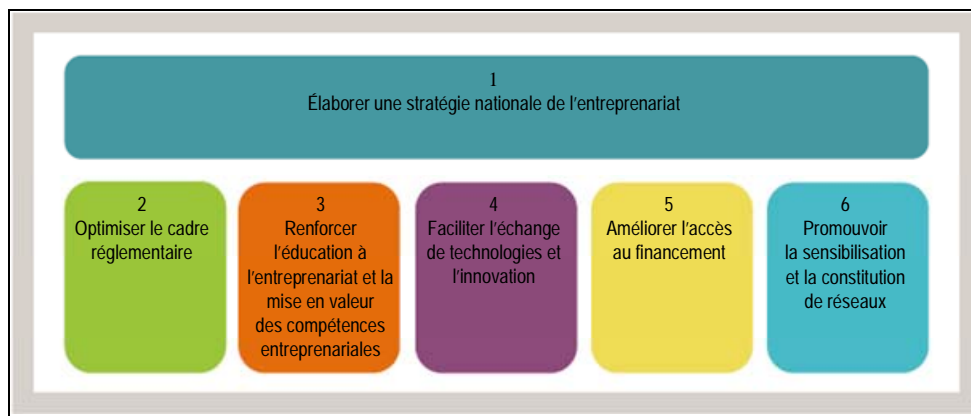 1
Élaborer une stratégie nationale de l'entreprenariat
2
Optimiser le cadre
réglementaire
3
Renforcer
l'éducation à
l'entreprenariat et la
mise en valeur
des compétences
entreprenariales
4
Faciliter l'échange
de technologies et
l'innovation
5
Améliorer l'accès
au financement
6
Promouvoir
la sensibilisation
et la constitution
de réseaux